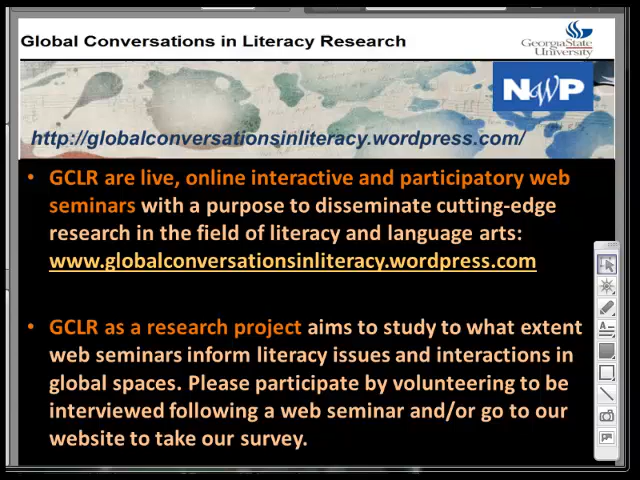 Global Conversations in Literacy Research
GeorgiaState
University
NWP
http://globalconversationsinliteracy.wordpress.com/
• GCLR are live, online interactive and participatory web
seminars with a purpose to disseminate cutting-edge
research in the field of literacy and language arts:
www.globalconversationsinliteracy.wordpress.com
• GCLR as a research project aims to study to what extent
web seminars inform literacy issues and interactions in
global spaces. Please participate by volunteering to be
interviewed following a web seminar and/or go to our
website to take our survey.